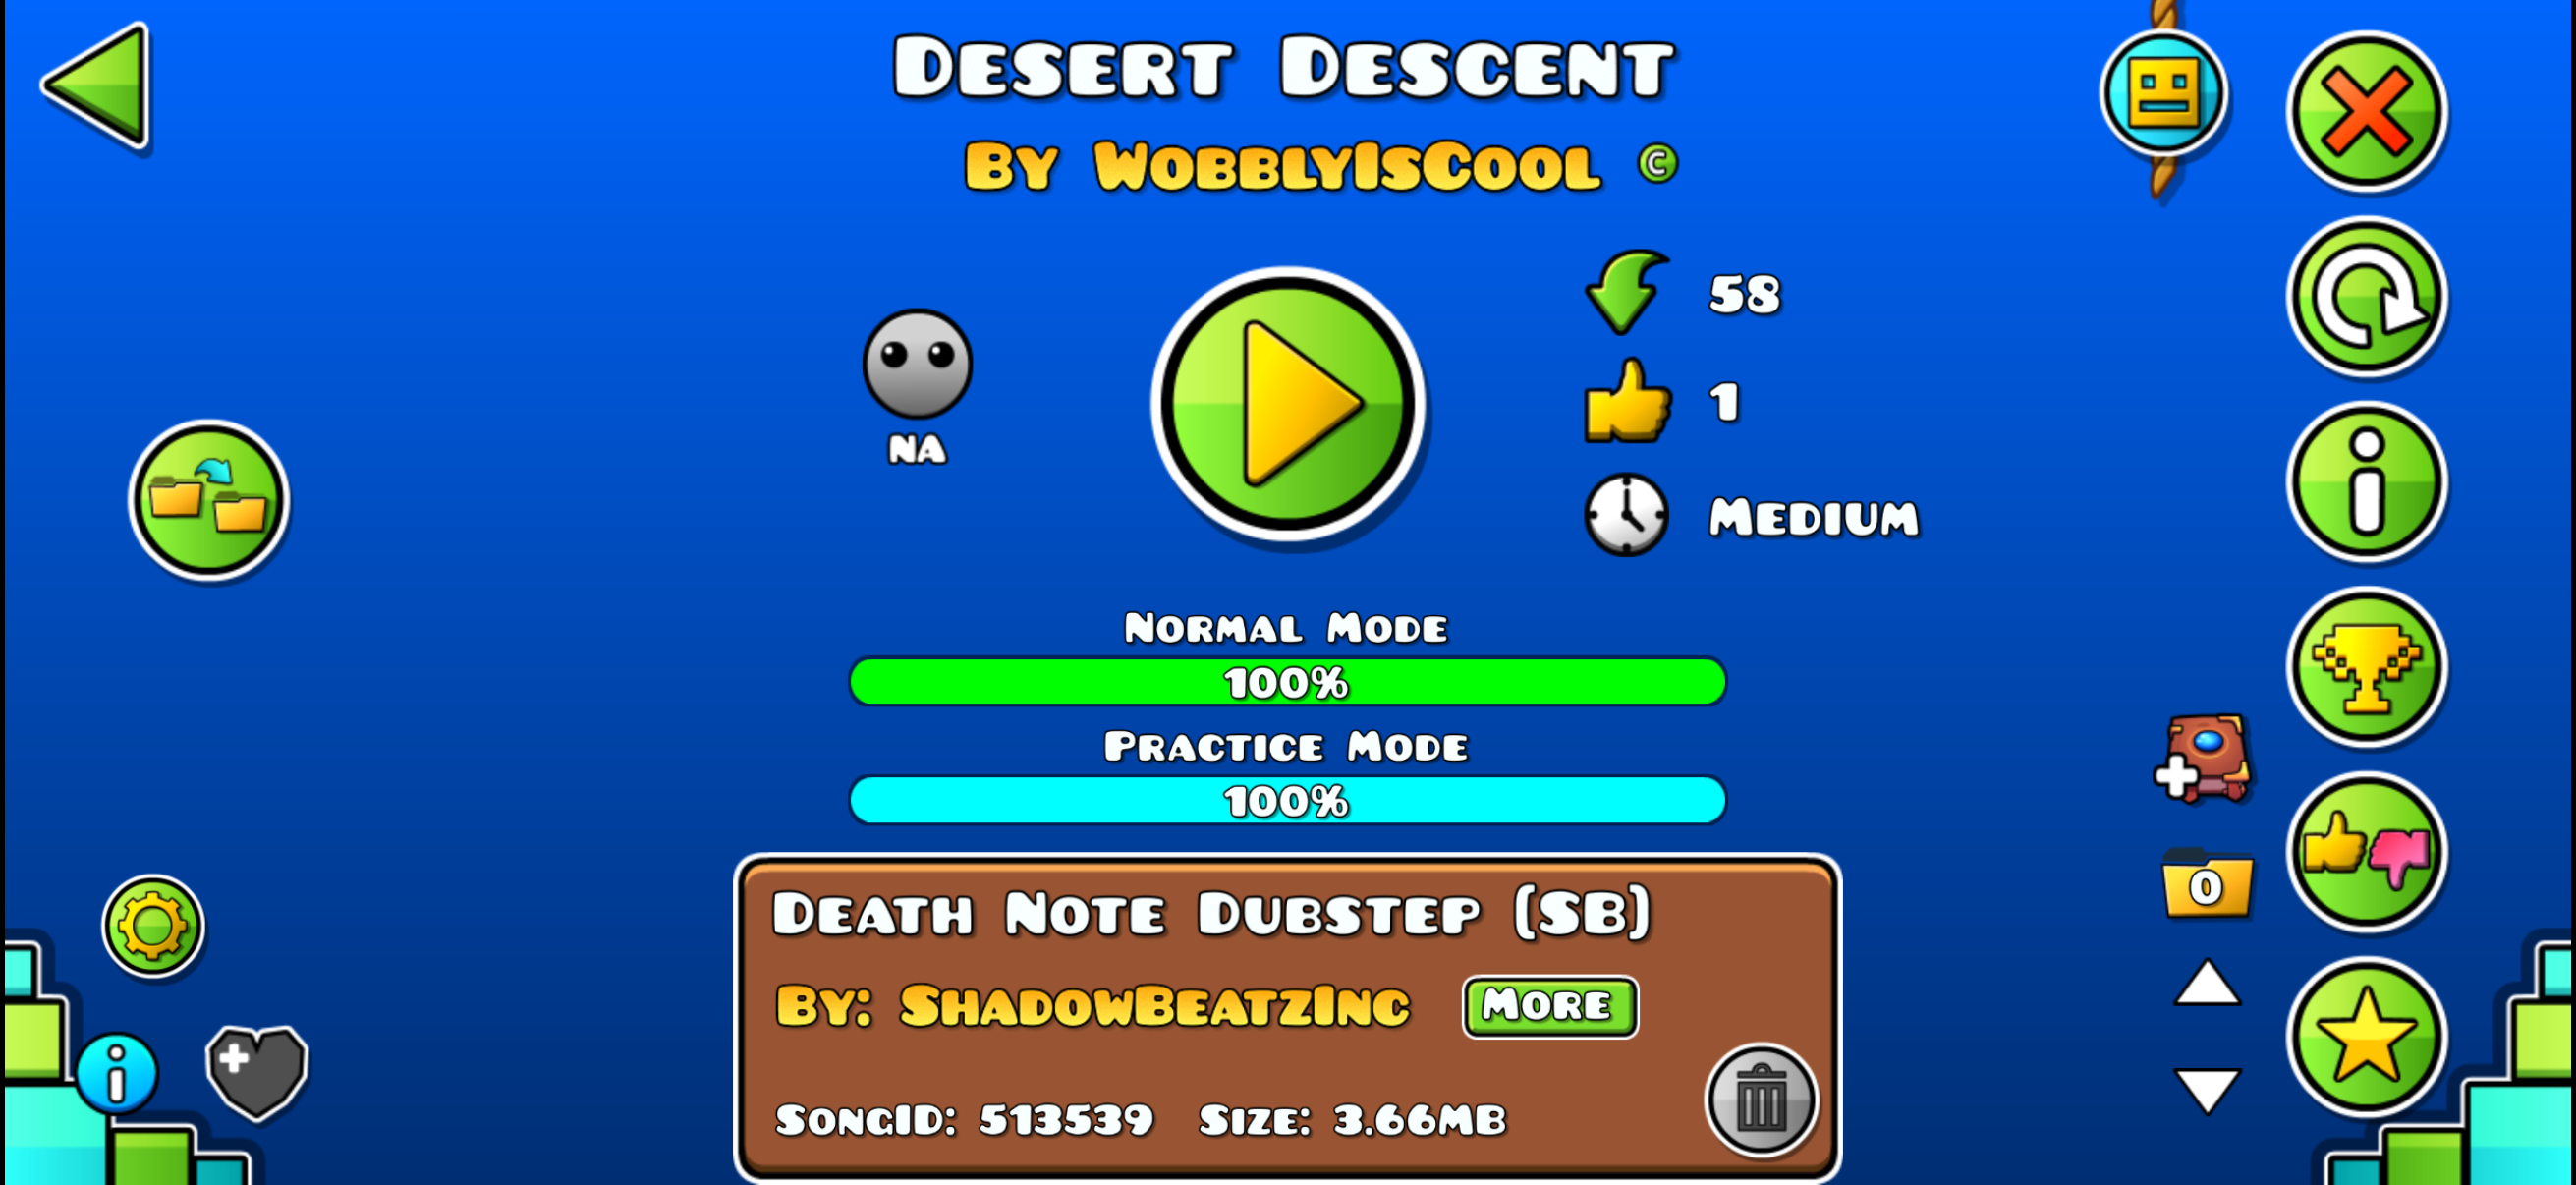 Desert Descent
By WobblyIsCool C
58
1
NA
Medium
Normal Mode
100%
Practice Mode
100%
Death Note Dubstep (SB)
By: ShadowBeatzInc More
SongID: 513539 Size: 3.66MB
0